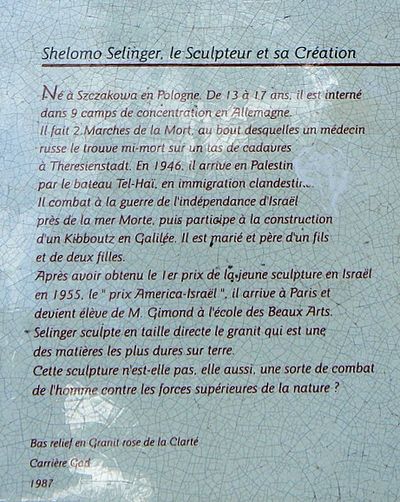 Shelomo Selinger, le Sculpteur et sa Création
Né à Szczakowa en Pologne. De 13 à 17 ans, il est interné
dans 9 camps de concentration en Allemagne.
Il fait 2 Marches de la Mort, au bout desquelles un médecin
russe le trouve mi-mort sur un tas de cadavres
à Theresienstadt. En 1946, il arrive en Palestin
par le bateau Tel-Haï, en immigration clandestin
Il combat à la guerre de l'indépendance d'Israël
près de la mer Morte, puis participe à la construction
d'un Kibboutz en Galilée. Il est marié et père d'un fils
et de deux filles.
Après avoir obtenu le 1er prix de la jeune sculpture en Israël
en 1955, le " prix America-Israël ", il arrive à Paris et
devient élève de M. Gimond à l'école des Beaux Arts.
Selinger sculpte en taille directe le granit qui est une
des matières les plus dures sur terre.
Cette sculpture n'est-elle pas, elle aussi, une sorte de combat
de l'homme contre les forces supérieures de la nature ?
Bas relief en Granit rose de la Clarté
Carrière Gad
1987